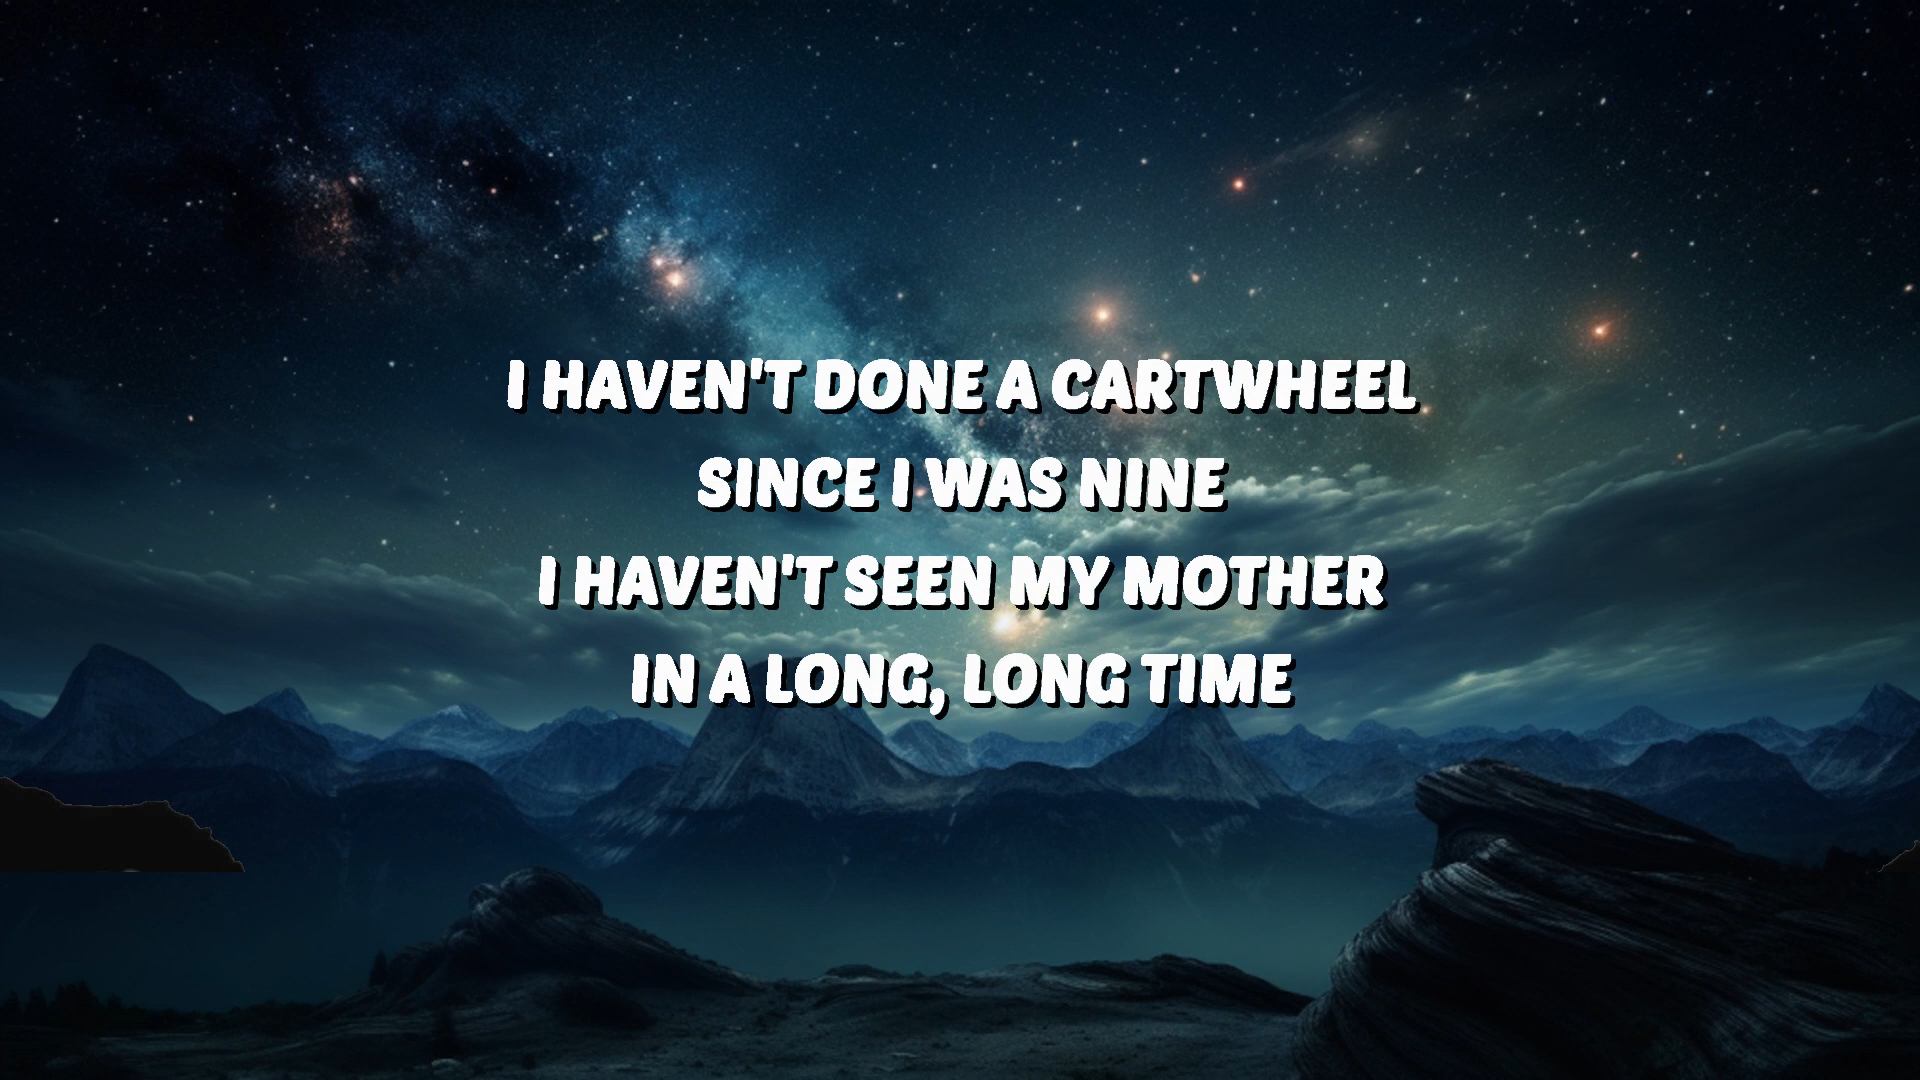 I HAVEN'T DONE A CARTWHEEL
SINCE I WAS NINE
I HAVEN'T SEEN MY MOTHER
IN A LONG, LONG TIME